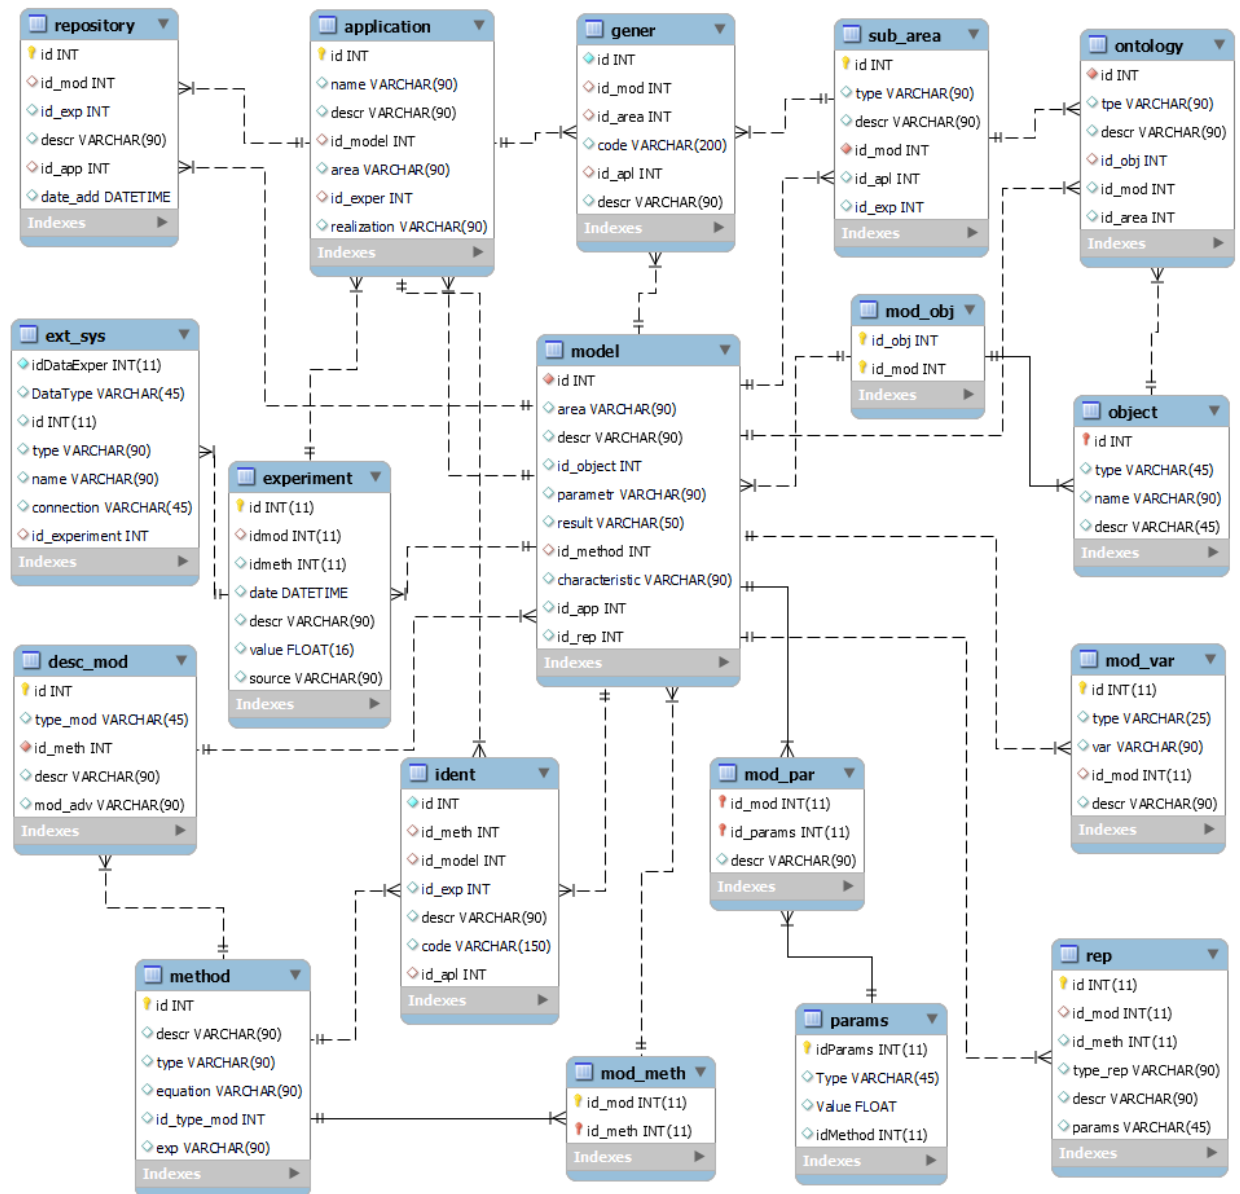 repository
id INT
id_mod INT
id_exp INT
descr VARCHAR(90)
id_app INT
date_add DATETIME
Indexes
application
id INT
name VARCHAR(90)
descr VARCHAR(90)
id_model INT
area VARCHAR(90)
id_exper INT
realization VARCHAR(90)
Indexes
gener
id INT
id_mod INT
id_area INT
code VARCHAR(200)
id_apl INT
descr VARCHAR(90)
Indexes
sub_area
id INT
type VARCHAR(90)
descr VARCHAR(90)
id_mod INT
id_apl INT
id_exp INT
Indexes
ontology
id INT
tpe VARCHAR(90)
descr VARCHAR(90)
id_obj INT
id_mod INT
id_area INT
Indexes
ext_sys
idDataExper INT(11)
DataType VARCHAR(45)
id INT(11)
type VARCHAR(90)
name VARCHAR(90)
connection VARCHAR(45)
id_experiment INT
Indexes
experiment
id INT(11)
idmod INT(11)
idmeth INT(11)
date DATETIME
descr VARCHAR(90)
value FLOAT(16)
source VARCHAR(90)
Indexes
model
id INT
area VARCHAR(90)
descr VARCHAR(90)
id_object INT
parametr VARCHAR(90)
result VARCHAR(50)
id_method INT
characteristic VARCHAR(90)
id_app INT
id_rep INT
Indexes
mod_obj
id_obj INT
id_mod INT
Indexes
object
id INT
type VARCHAR(45)
name VARCHAR(90)
descr VARCHAR(45)
Indexes
desc_mod
id INT
type_mod VARCHAR(45)
id_meth INT
descr VARCHAR(90)
mod_adv VARCHAR(90)
Indexes
ident
id INT
id_meth INT
id_model INT
id_exp INT
descr VARCHAR(90)
code VARCHAR(150)
id_apl INT
Indexes
mod_par
id_mod INT(11)
id_params INT(11)
descr VARCHAR(90)
Indexes
mod_var
id INT(11)
type VARCHAR(25)
var VARCHAR(90)
id_mod INT(11)
descr VARCHAR(90)
Indexes
method
id INT
descr VARCHAR(90)
type VARCHAR(90)
equation VARCHAR(90)
id_type_mod INT
exp VARCHAR(90)
Indexes
mod_meth
id_mod INT(11)
id_meth INT(11)
Indexes
params
idParams INT(11)
Type VARCHAR(45)
Value FLOAT
idMethod INT(11)
Indexes
rep
id INT(11)
id_mod INT(11)
id_meth INT(11)
type_rep VARCHAR(90)
descr VARCHAR(90)
params VARCHAR(45)
Indexes